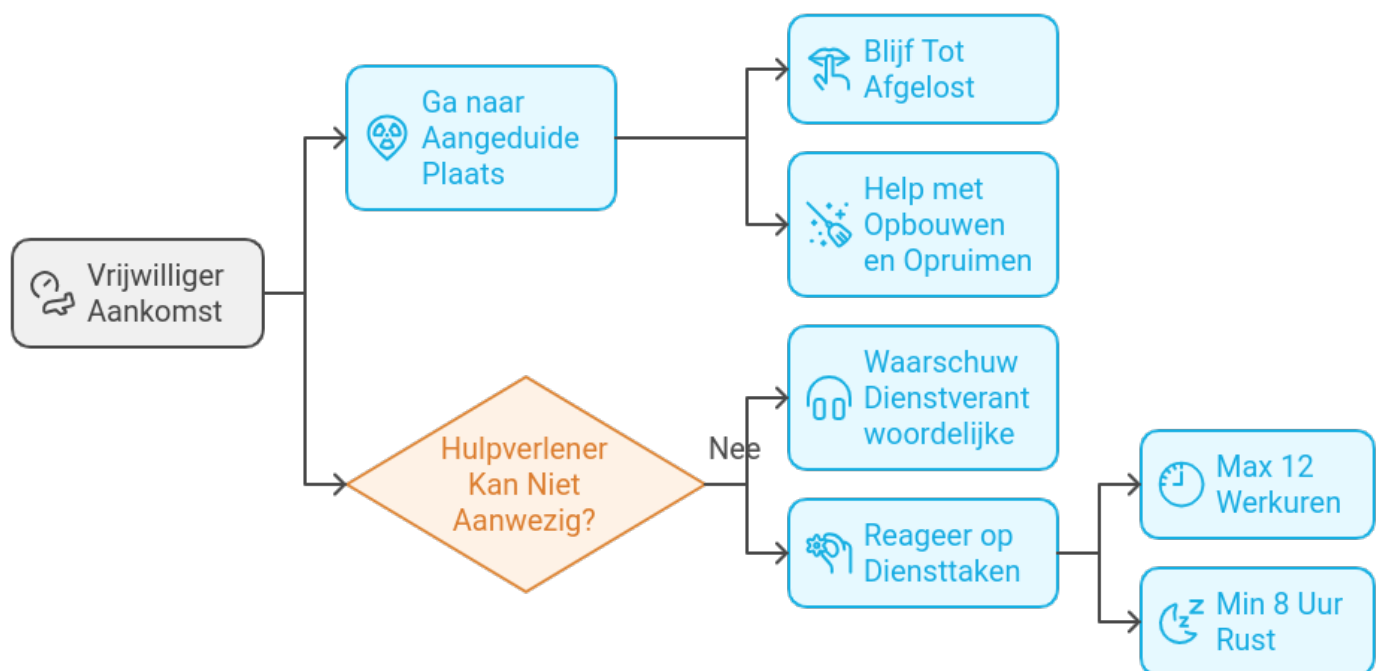 Vrijwilliger
Aankomst
Ga naar
Aangeduide
Plaats
Blijf Tot
Afgelost
Help met
Opbouwen
en Opruimen
Hulpverlener
Kan Niet
Aanwezig?
Nee
Waarschuw
Dienstverant
woordelijke
Reageer op
Diensttaken
Max 12
Werkuren
Min 8 Uur
Rust